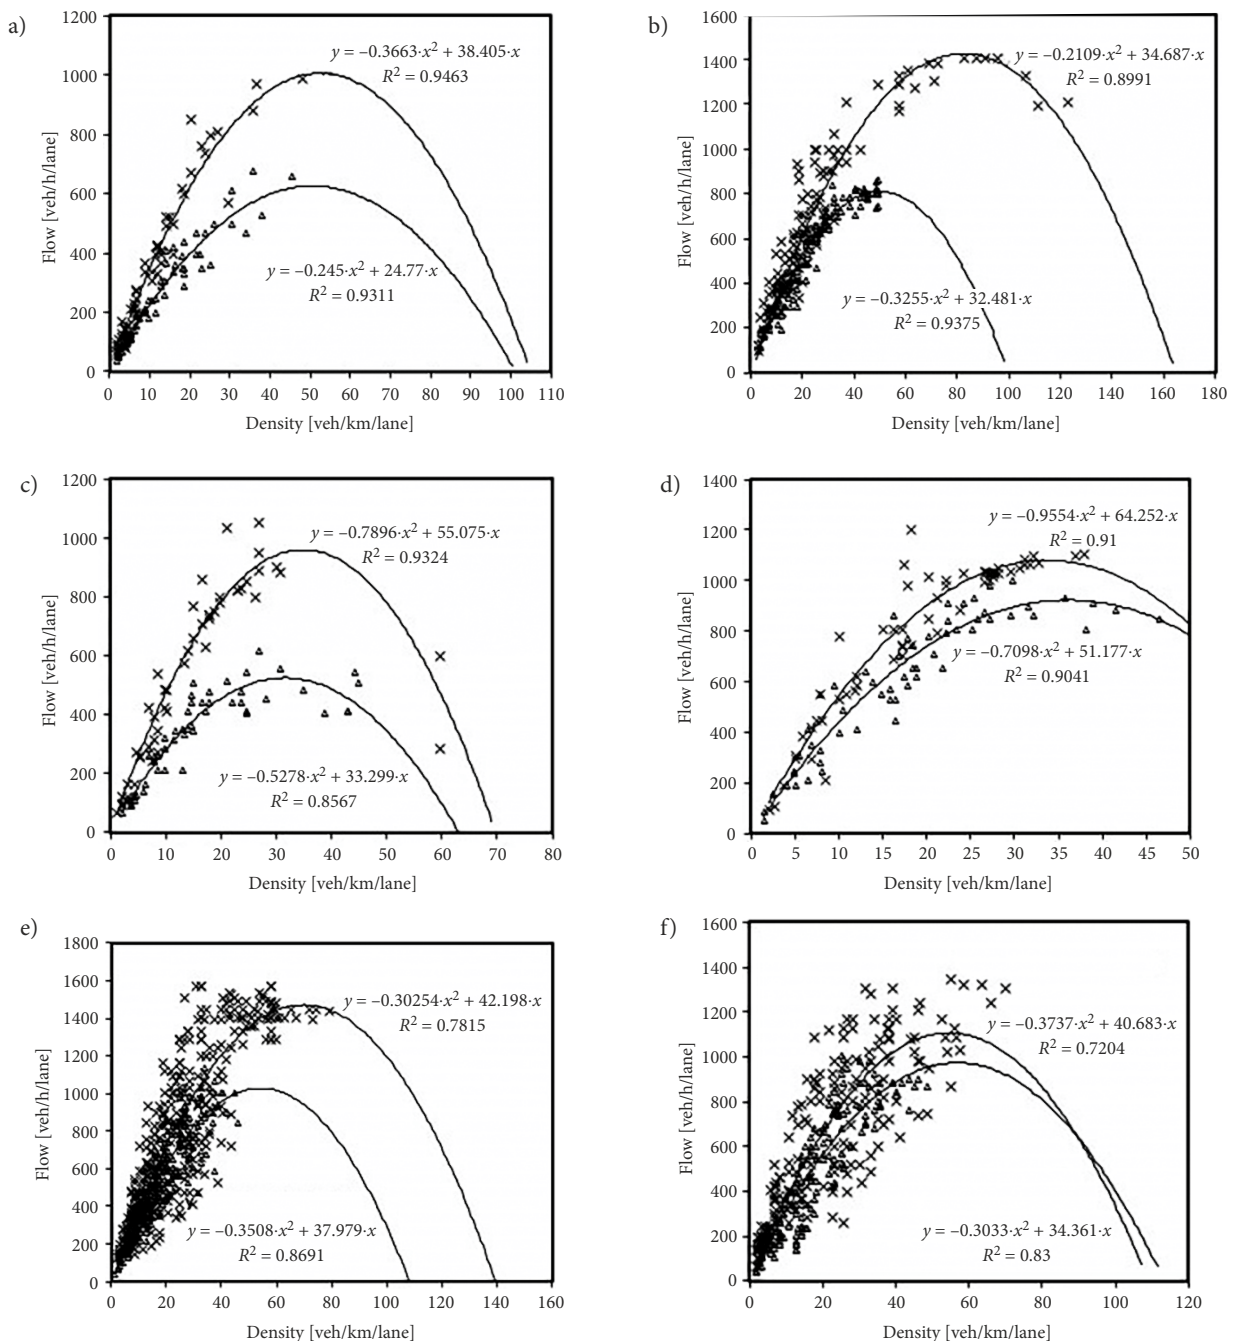 a)
1200
1000
800
600
400
200
0
Flow [veh/h/lane]
y = –0.3663·x² + 38.405·x
R² = 0.9463
y = –0.245·x² + 24.77·x
R² = 0.9311
0 10 20 30 40 50 60 70 80 90 100 110
Density [veh/km/lane]
b)
1600
1400
1200
1000
800
600
400
200
0
Flow [veh/h/lane]
y = –0.2109·x² + 34.687·x
R² = 0.8991
y = –0.3255·x² + 32.481·x
R² = 0.9375
0 20 40 60 80 100 120 140 160 180
Density [veh/km/lane]
c)
1200
1000
800
600
400
200
0
Flow [veh/h/lane]
y = –0.7896·x² + 55.075·x
R² = 0.9324
y = –0.5278·x² + 33.299·x
R² = 0.8567
0 10 20 30 40 50 60 70 80
Density [veh/km/lane]
d)
1400
1200
1000
800
600
400
200
0
Flow [veh/h/lane]
y = –0.9554·x² + 64.252·x
R² = 0.91
y = –0.7098·x² + 51.177·x
R² = 0.9041
0 5 10 15 20 25 30 35 40 45 50
Density [veh/km/lane]
e)
1800
1600
1400
1200
1000
800
600
400
200
0
Flow [veh/h/lane]
y = –0.30254·x² + 42.198·x
R² = 0.7815
y = –0.3508·x² + 37.979·x
R² = 0.8691
0 20 40 60 80 100 120 140 160
Density [veh/km/lane]
f)
1600
1400
1200
1000
800
600
400
200
0
Flow [veh/h/lane]
y = –0.3737·x² + 40.683·x
R² = 0.7204
y = –0.3033·x² + 34.361·x
R² = 0.83
0 20 40 60 80 100 120
Density [veh/km/lane]